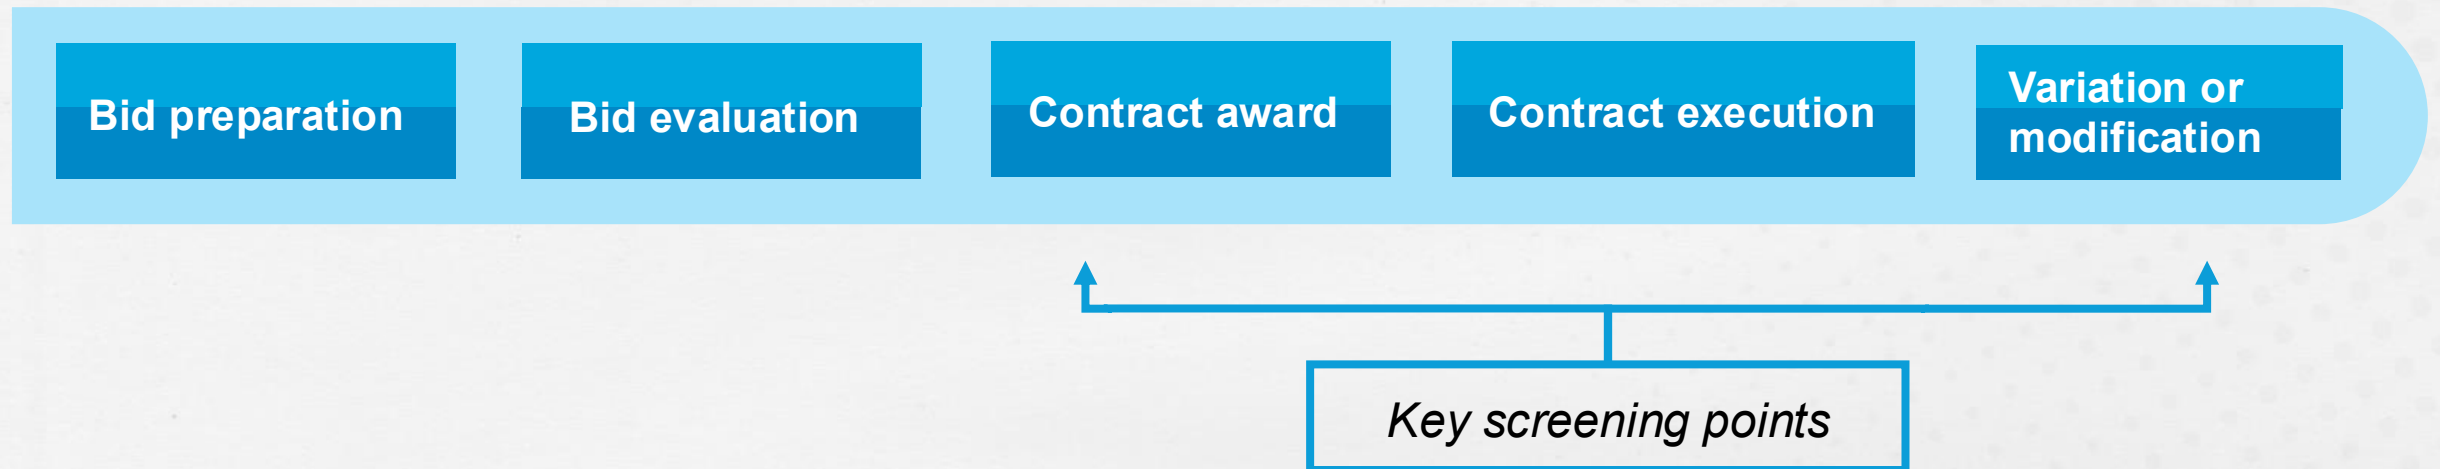 Bid preparation
Bid evaluation
Contract award
Contract execution
Variation or
modification
Key screening points